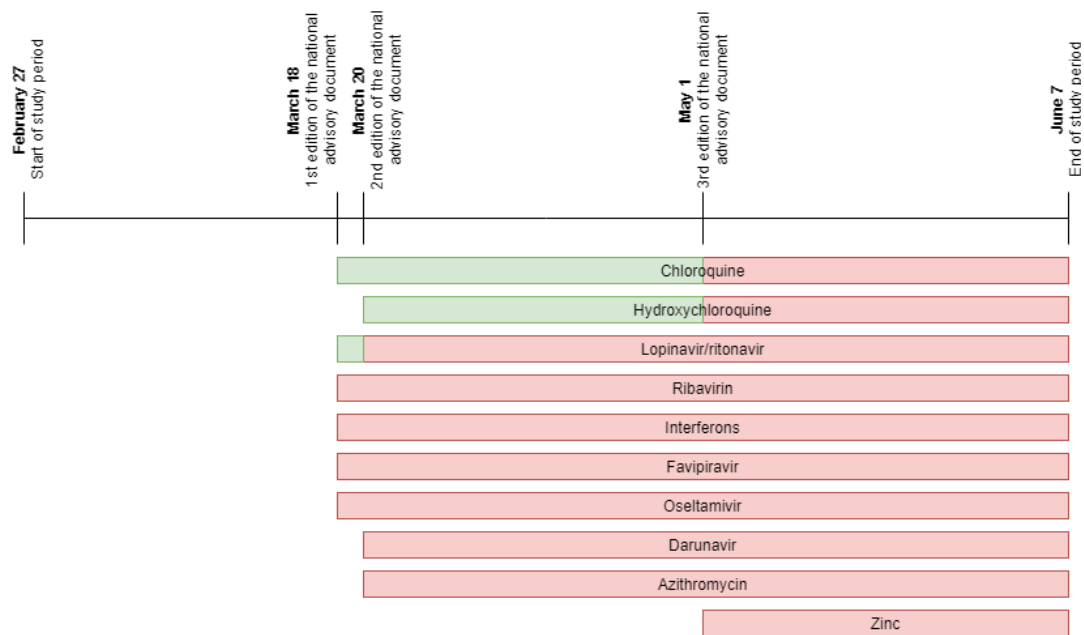 February 27
Start of study period
March 18
1st edition of the national
advisory document
March 20
2nd edition of the national
advisory document
May 1
3rd edition of the national
advisory document
June 7
End of study period
Chloroquine
Hydroxychloroquine
Lopinavir/ritonavir
Ribavirin
Interferons
Favipiravir
Oseltamivir
Darunavir
Azithromycin
Zinc